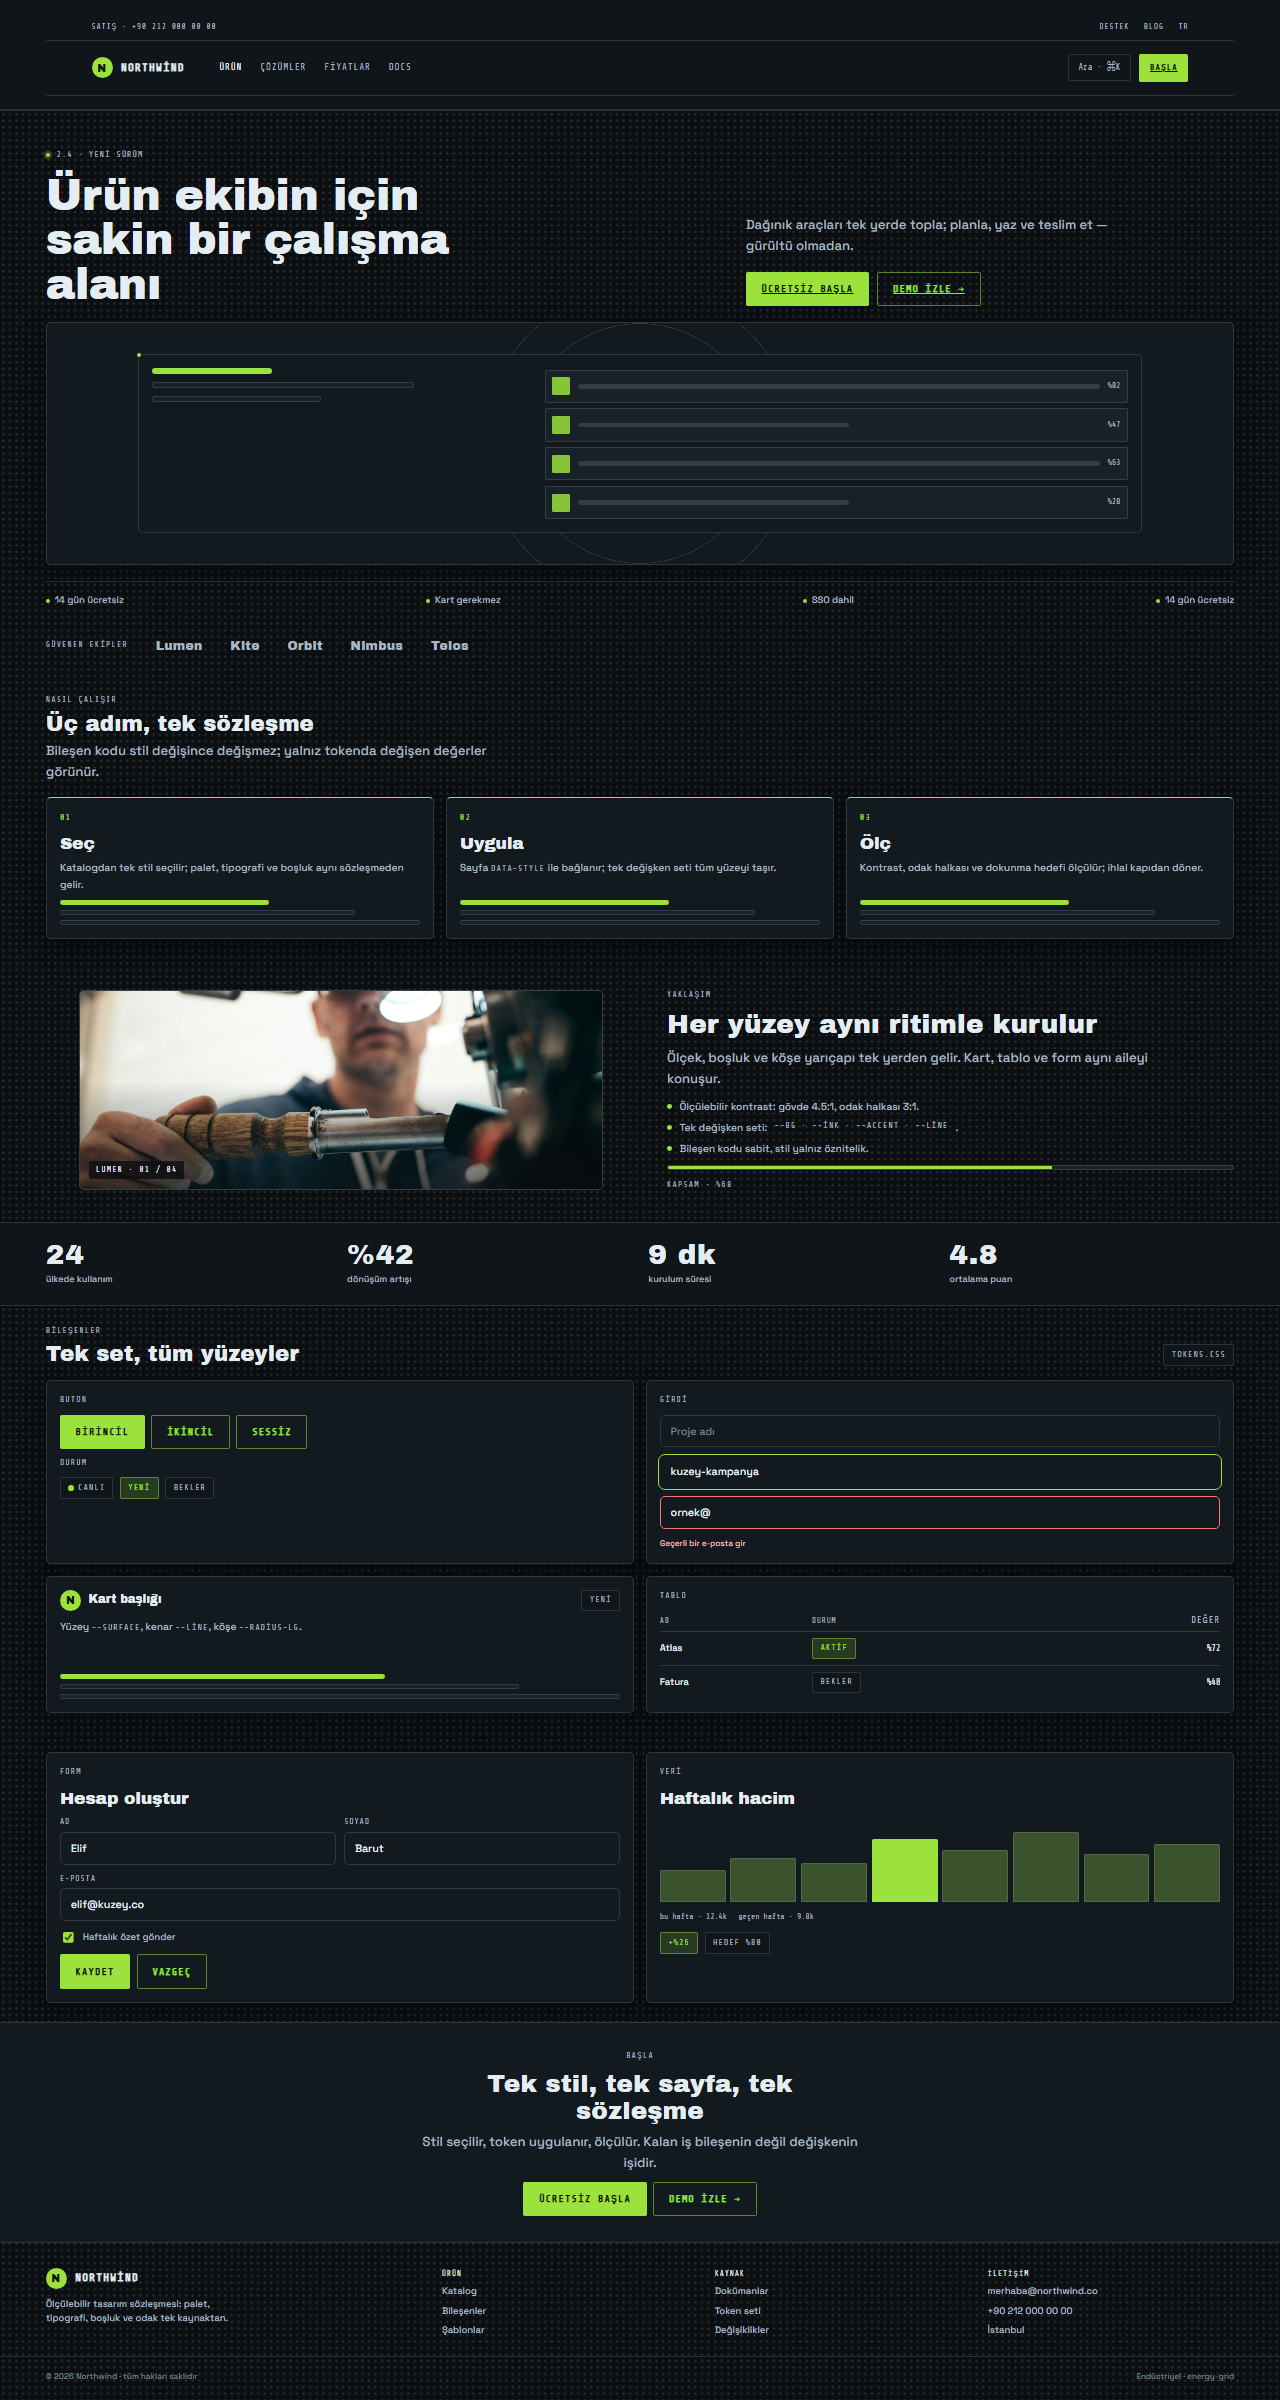 SATIŞ · +90 212 000 00 00
DESTEK BLOG TR
N NORTHWİND ÜRÜN ÇÖZÜMLER FİYATLAR DOCS
Ara · ⌘K BAŞLA
2.4 · YENİ SÜRÜM
Ürün ekibin için
sakin bir çalışma
alanı
Dağınık araçları tek yerde topla; planla, yaz ve teslim et —
gürültü olmadan.
ÜCRETSİZ BAŞLA DEMO İZLE →
%82
%47
%63
%28
14 gün ücretsiz Kart gerekmez SSO dahil 14 gün ücretsiz
GÜVENEN EKİPLER Lumen Kite Orbit Nimbus Telos
NASIL ÇALIŞIR
Üç adım, tek sözleşme
Bileşen kodu stil değişince değişmez; yalnız tokenda değişen değerler
görünür.
01
Seç
Katalogdan tek stil seçilir; palet, tipografi ve boşluk aynı sözleşmeden
gelir.
02
Uygula
Sayfa DATA-STYLE ile bağlanır; tek değişken seti tüm yüzeyi taşır.
03
Ölç
Kontrast, odak halkası ve dokunma hedefi ölçülür; ihlal kapıdan döner.
LUMEN · 01 / 04
YAKLAŞIM
Her yüzey aynı ritimle kurulur
Ölçek, boşluk ve köşe yarıçapı tek yerden gelir. Kart, tablo ve form aynı aileyi
konuşur.
Ölçülebilir kontrast: gövde 4.5:1, odak halkası 3:1.
Tek değişken seti: --BG · --İNK · --ACCENT · --LİNE .
Bileşen kodu sabit, stil yalnız öznitelik.
KAPSAM · %68
24
ülkede kullanım
%42
dönüşüm artışı
9 dk
kurulum süresi
4.8
ortalama puan
BİLEŞENLER
Tek set, tüm yüzeyler
TOKENS.CSS
BUTON
BİRİNCİL İKİNCİL SESSİZ
DURUM
CANLI YENİ BEKLER
GİRDİ
Proje adı
kuzey-kampanya
ornek@
Geçerli bir e-posta gir
N Kart başlığı YENİ
Yüzey --SURFACE, kenar --LİNE, köşe --RADİUS-LG.
TABLO
AD DURUM DEĞER
Atlas AKTİF %72
Fatura BEKLER %40
FORM
Hesap oluştur
AD SOYAD
Elif Barut
E-POSTA
elif@kuzey.co
Haftalık özet gönder
KAYDET VAZGEÇ
VERİ
Haftalık hacim
bu hafta · 12.4k geçen hafta · 9.8k
+%26 HEDEF %80
BAŞLA
Tek stil, tek sayfa, tek
sözleşme
Stil seçilir, token uygulanır, ölçülür. Kalan iş bileşenin değil değişkenin
işidir.
ÜCRETSİZ BAŞLA DEMO İZLE →
N NORTHWİND
Ölçülebilir tasarım sözleşmesi: palet,
tipografi, boşluk ve odak tek kaynaktan.
ÜRÜN
Katalog
Bileşenler
Şablonlar
KAYNAK
Dokümanlar
Token seti
Değişiklikler
İLETİŞİM
merhaba@northwind.co
+90 212 000 00 00
İstanbul
© 2026 Northwind · tüm hakları saklıdır
Endüstriyel · energy-grid